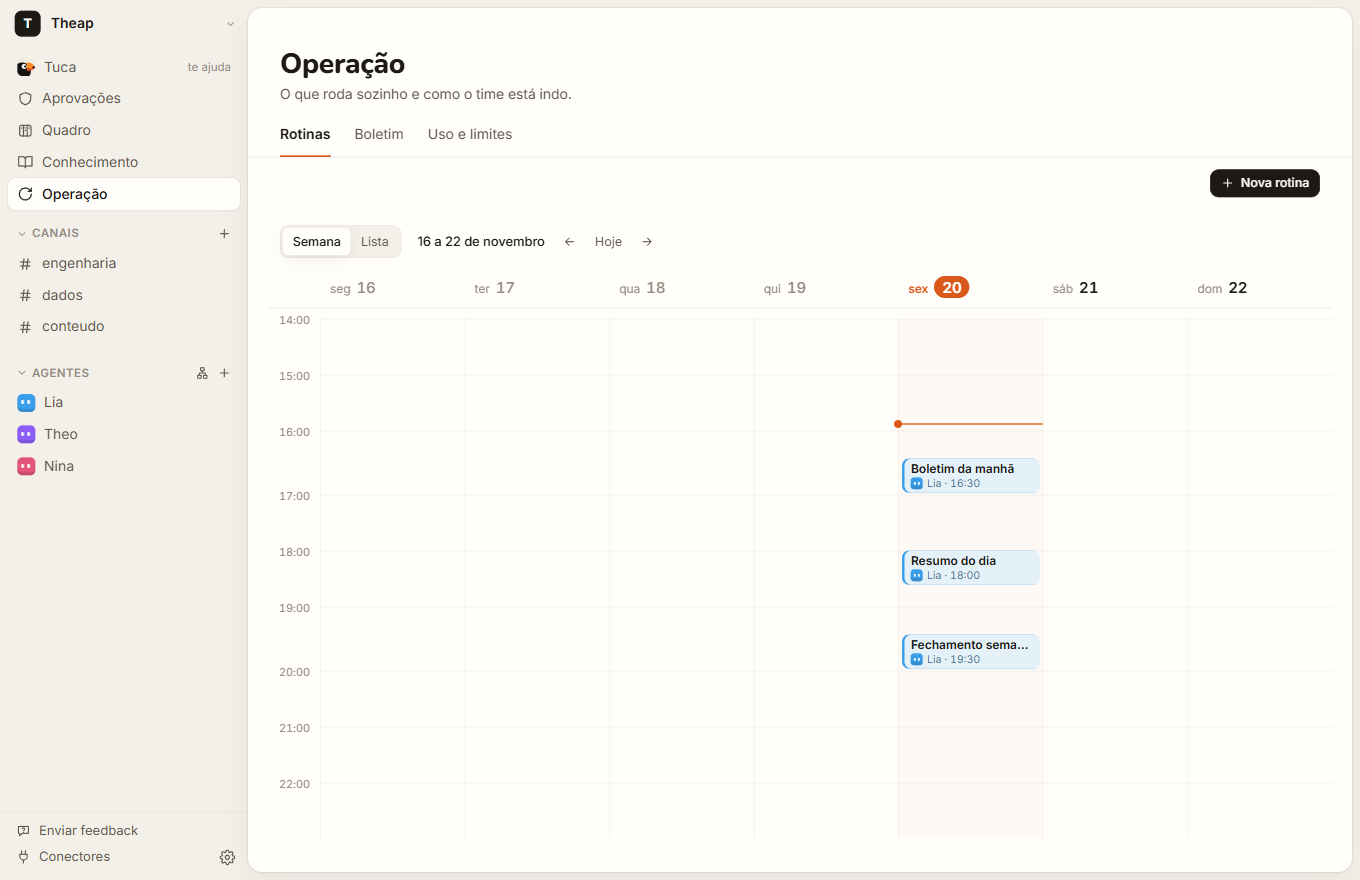 T Theap
Tuca te ajuda
Aprovações
Quadro
Conhecimento
Operação
CANAIS
# engenharia
# dados
# conteudo
AGENTES
Lia
Theo
Nina
Enviar feedback
Conectores
Operação
O que roda sozinho e como o time está indo.
Rotinas Boletim Uso e limites
+ Nova rotina
Semana Lista 16 a 22 de novembro ← Hoje →
seg 16 ter 17 qua 18 qui 19 sex 20 sáb 21 dom 22
14:00
15:00
16:00
Boletim da manhã
Lia · 16:30
17:00
18:00
Resumo do dia
Lia · 18:00
19:00
Fechamento sema...
Lia · 19:30
20:00
21:00
22:00